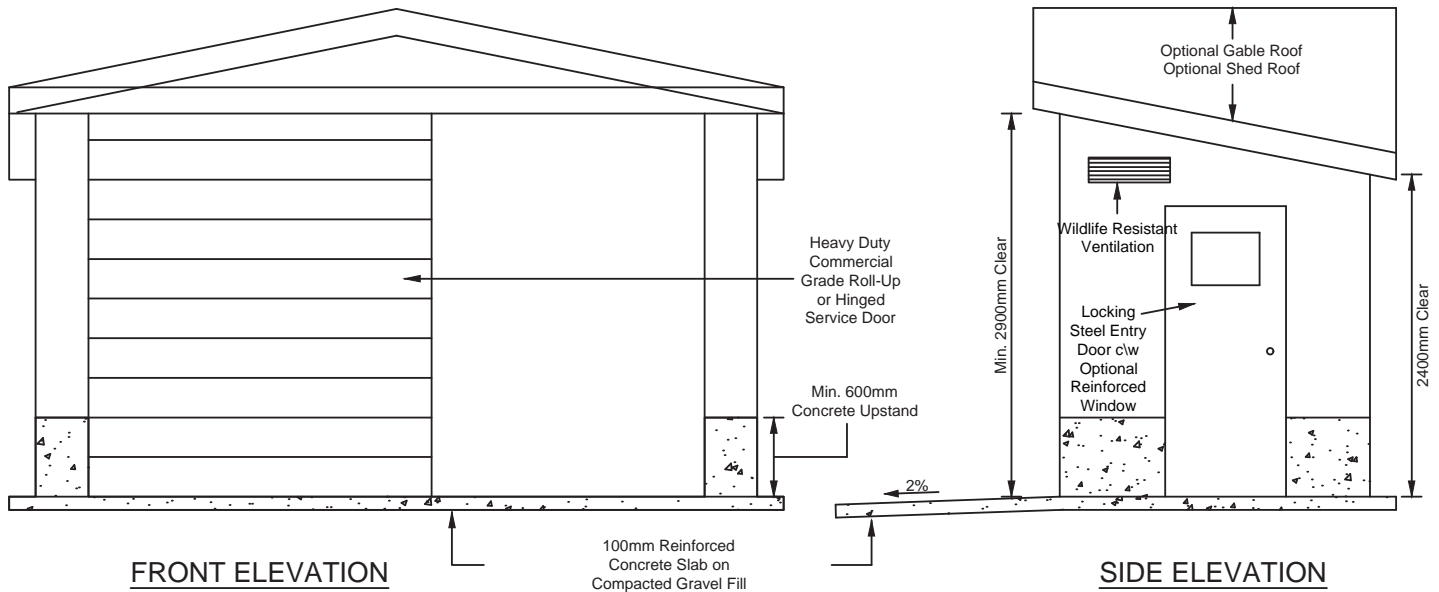 Optional Gable Roof
Optional Shed Roof
Wildlife Resistant
Ventilation
Heavy Duty
Commercial
Grade Roll-Up
or Hinged
Service Door
Min. 2900mm Clear
Locking
Steel Entry
Door c\w
Optional
Reinforced
Window
2400mm Clear
Min. 600mm
Concrete Upstand
2%
100mm Reinforced
Concrete Slab on
Compacted Gravel Fill
FRONT ELEVATION
SIDE ELEVATION